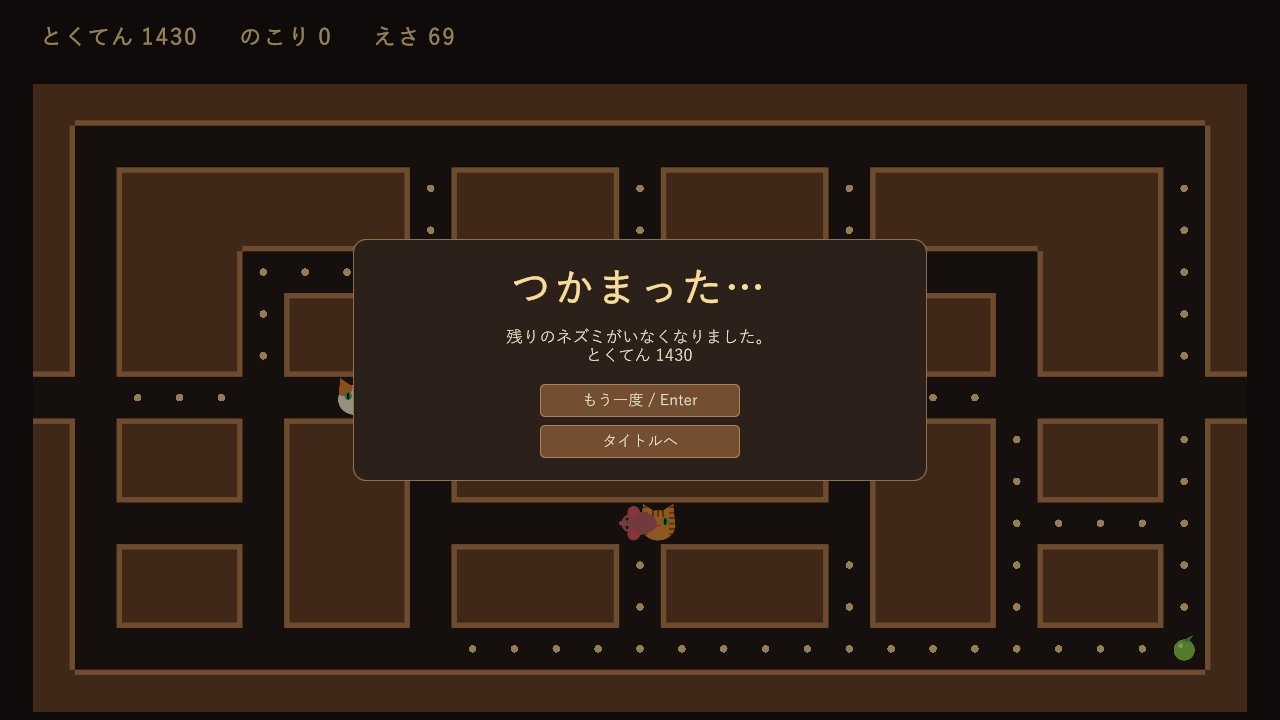 とくてん 1430 のこり 0 えさ 69
つかまった…
残りのネズミがいなくなりました。
とくてん 1430
もう一度 / Enter
タイトルへ